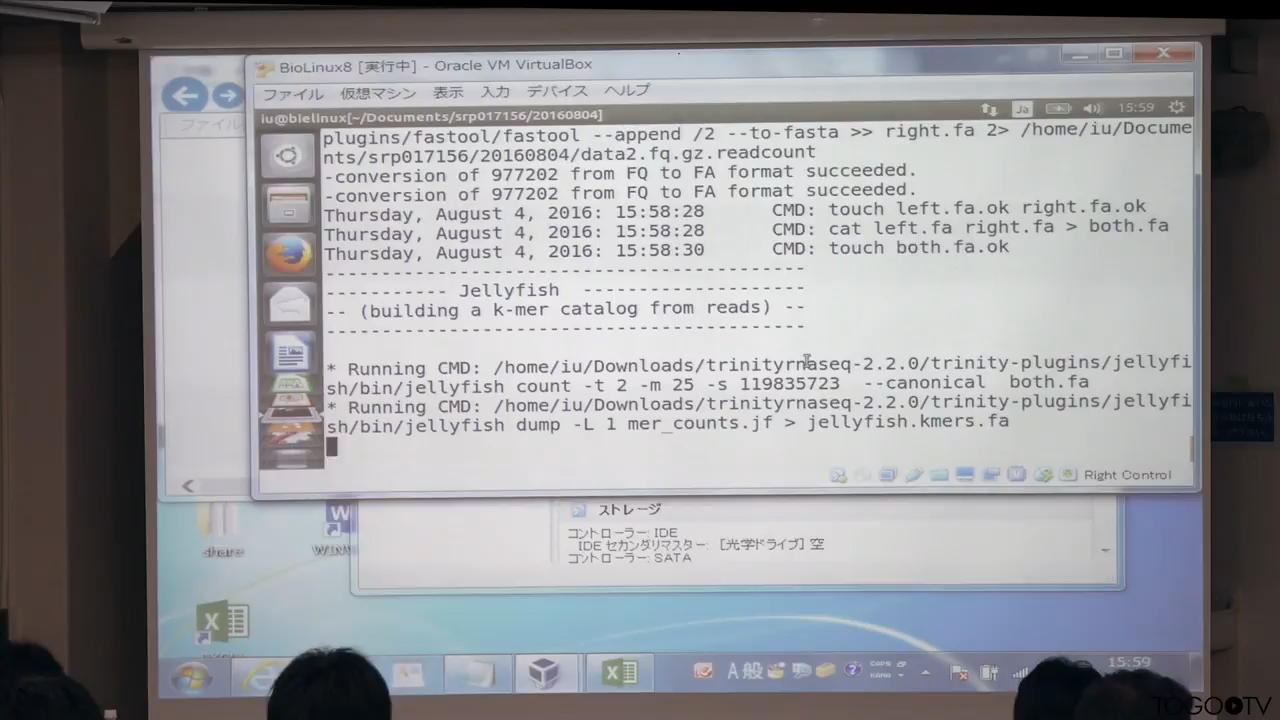 BioLinux8 [実行中] - Oracle VM VirtualBox
ファイル 仮想マシン 表示 入力 デバイス ヘルプ
ファイル
iu@bielinux[~/Documents/srp017156/20160804]
Ja
15:59
plugins/fastool/fastool --append /2 --to-fasta >> right.fa 2> /home/iu/Docume
nts/srp017156/20160804/data2.fq.gz.readcount
-conversion of 977202 from FQ to FA format succeeded.
-conversion of 977202 from FQ to FA format succeeded.
Thursday, August 4, 2016: 15:58:28 CMD: touch left.fa.ok right.fa.ok
Thursday, August 4, 2016: 15:58:28 CMD: cat left.fa right.fa > both.fa
Thursday, August 4, 2016: 15:58:30 CMD: touch both.fa.ok
-------------------------------------------
----------- Jellyfish --------------------
-- (building a k-mer catalog from reads) --
-------------------------------------------
* Running CMD: /home/iu/Downloads/trinityrnaseq-2.2.0/trinity-plugins/jellyfi
sh/bin/jellyfish count -t 2 -m 25 -s 119835723 --canonical both.fa
* Running CMD: /home/iu/Downloads/trinityrnaseq-2.2.0/trinity-plugins/jellyfi
sh/bin/jellyfish dump -L 1 mer_counts.jf > jellyfish.kmers.fa
Right Control
ストレージ
コントローラー: IDE
IDE セカンダリマスター: [光学ドライブ] 空
コントローラー: SATA
share
A 般
CAPS
KANA
15:59
TOGOTV